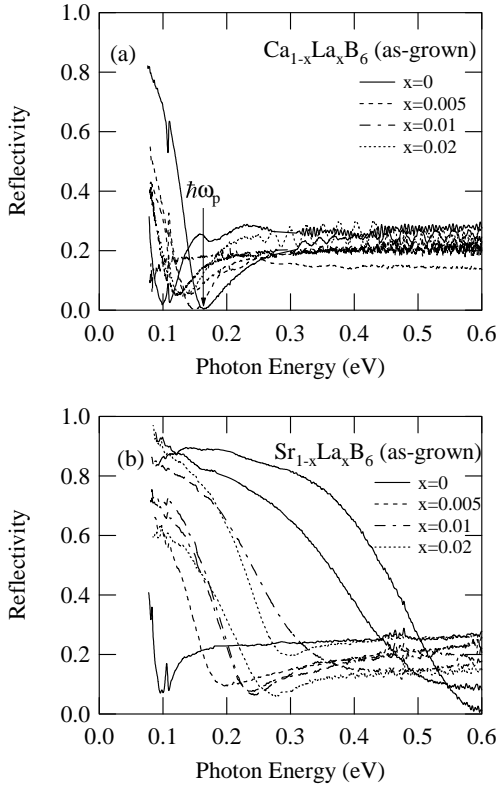 (a)
Ca1-xLaxB6 (as-grown)
x=0
x=0.005
x=0.01
x=0.02
ħωp
Reflectivity
1.0
0.8
0.6
0.4
0.2
0.0
0.0 0.1 0.2 0.3 0.4 0.5 0.6
Photon Energy (eV)
(b)
Sr1-xLaxB6 (as-grown)
x=0
x=0.005
x=0.01
x=0.02
Reflectivity
1.0
0.8
0.6
0.4
0.2
0.0
0.0 0.1 0.2 0.3 0.4 0.5 0.6
Photon Energy (eV)